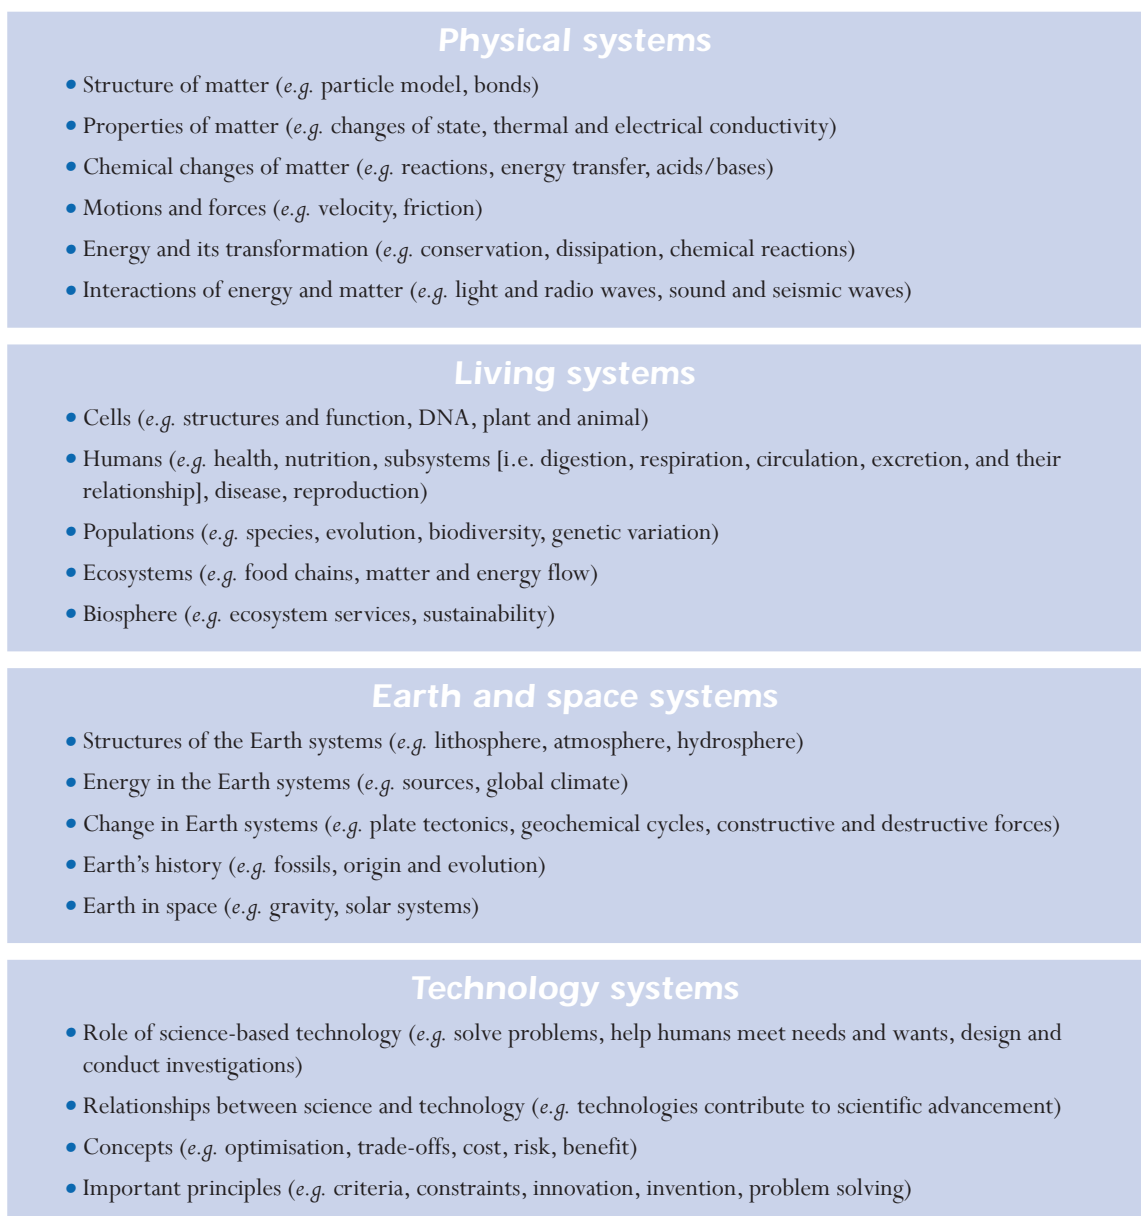 Physical systems
• Structure of matter (e.g. particle model, bonds)
• Properties of matter (e.g. changes of state, thermal and electrical conductivity)
• Chemical changes of matter (e.g. reactions, energy transfer, acids/bases)
• Motions and forces (e.g. velocity, friction)
• Energy and its transformation (e.g. conservation, dissipation, chemical reactions)
• Interactions of energy and matter (e.g. light and radio waves, sound and seismic waves)
Living systems
• Cells (e.g. structures and function, DNA, plant and animal)
• Humans (e.g. health, nutrition, subsystems [i.e. digestion, respiration, circulation, excretion, and their
relationship], disease, reproduction)
• Populations (e.g. species, evolution, biodiversity, genetic variation)
• Ecosystems (e.g. food chains, matter and energy flow)
• Biosphere (e.g. ecosystem services, sustainability)
Earth and space systems
• Structures of the Earth systems (e.g. lithosphere, atmosphere, hydrosphere)
• Energy in the Earth systems (e.g. sources, global climate)
• Change in Earth systems (e.g. plate tectonics, geochemical cycles, constructive and destructive forces)
• Earth’s history (e.g. fossils, origin and evolution)
• Earth in space (e.g. gravity, solar systems)
Technology systems
• Role of science-based technology (e.g. solve problems, help humans meet needs and wants, design and
conduct investigations)
• Relationships between science and technology (e.g. technologies contribute to scientific advancement)
• Concepts (e.g. optimisation, trade-offs, cost, risk, benefit)
• Important principles (e.g. criteria, constraints, innovation, invention, problem solving)